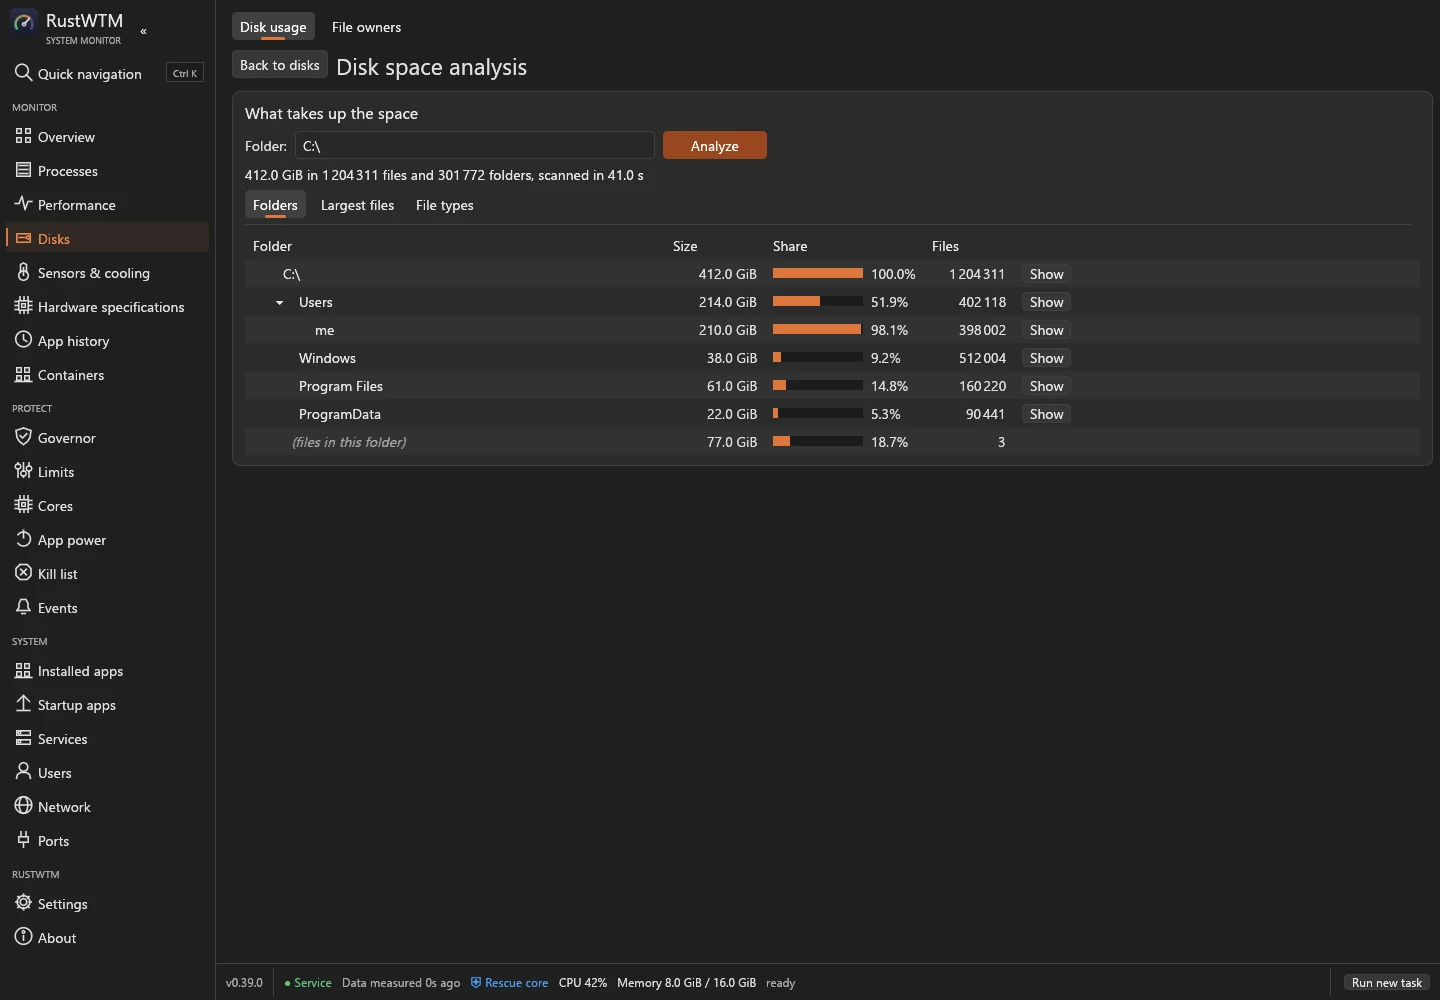 RustWTM
SYSTEM MONITOR
«
Quick navigation Ctrl K
MONITOR
Overview
Processes
Performance
Disks
Sensors & cooling
Hardware specifications
App history
Containers
PROTECT
Governor
Limits
Cores
App power
Kill list
Events
SYSTEM
Installed apps
Startup apps
Services
Users
Network
Ports
RUSTWTM
Settings
About
Disk usage File owners
Back to disks Disk space analysis
What takes up the space
Folder: C:\ Analyze
412.0 GiB in 1 204 311 files and 301 772 folders, scanned in 41.0 s
Folders Largest files File types
Folder Size Share Files
C:\ 412.0 GiB 100.0% 1 204 311 Show
Users 214.0 GiB 51.9% 402 118 Show
me 210.0 GiB 98.1% 398 002 Show
Windows 38.0 GiB 9.2% 512 004 Show
Program Files 61.0 GiB 14.8% 160 220 Show
ProgramData 22.0 GiB 5.3% 90 441 Show
(files in this folder) 77.0 GiB 18.7% 3
v0.39.0 Service Data measured 0s ago Rescue core CPU 42% Memory 8.0 GiB / 16.0 GiB ready Run new task